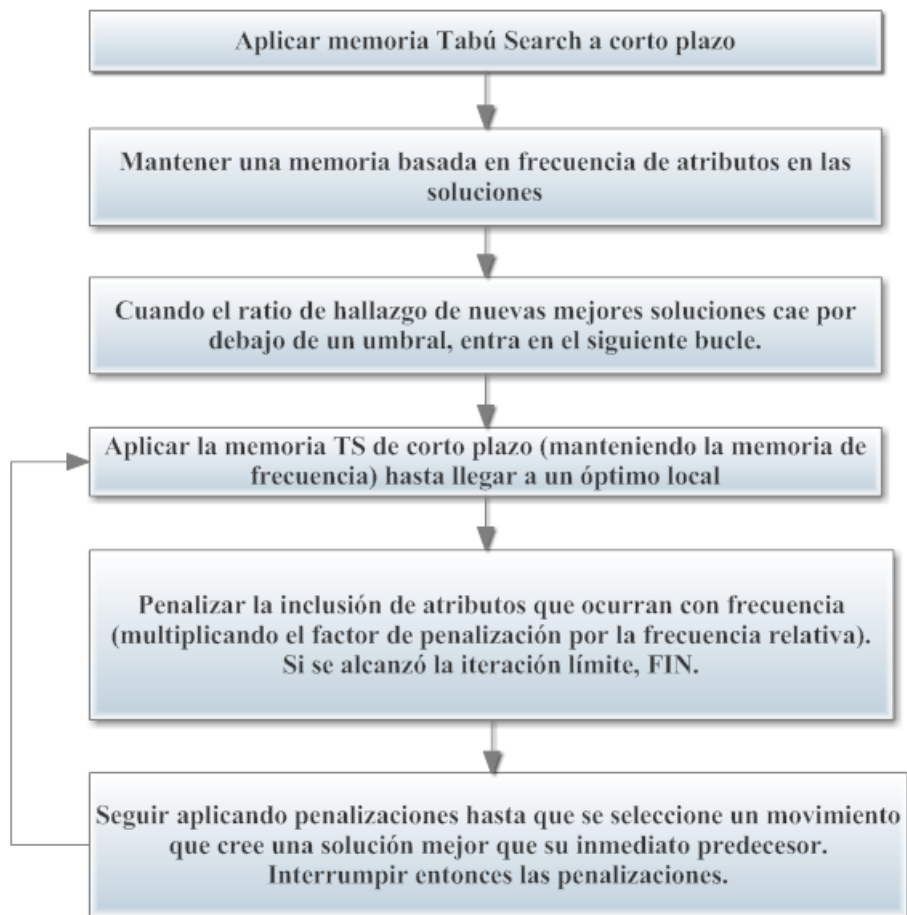 Aplicar memoria Tabú Search a corto plazo
Mantener una memoria basada en frecuencia de atributos en las
soluciones
Cuando el ratio de hallazgo de nuevas mejores soluciones cae por
debajo de un umbral, entra en el siguiente bucle.
Aplicar la memoria TS de corto plazo (manteniendo la memoria de
frecuencia) hasta llegar a un óptimo local
Penalizar la inclusión de atributos que ocurran con frecuencia
(multiplicando el factor de penalización por la frecuencia relativa).
Si se alcanzó la iteración límite, FIN.
Seguir aplicando penalizaciones hasta que se seleccione un movimiento
que cree una solución mejor que su inmediato predecesor.
Interrumpir entonces las penalizaciones.